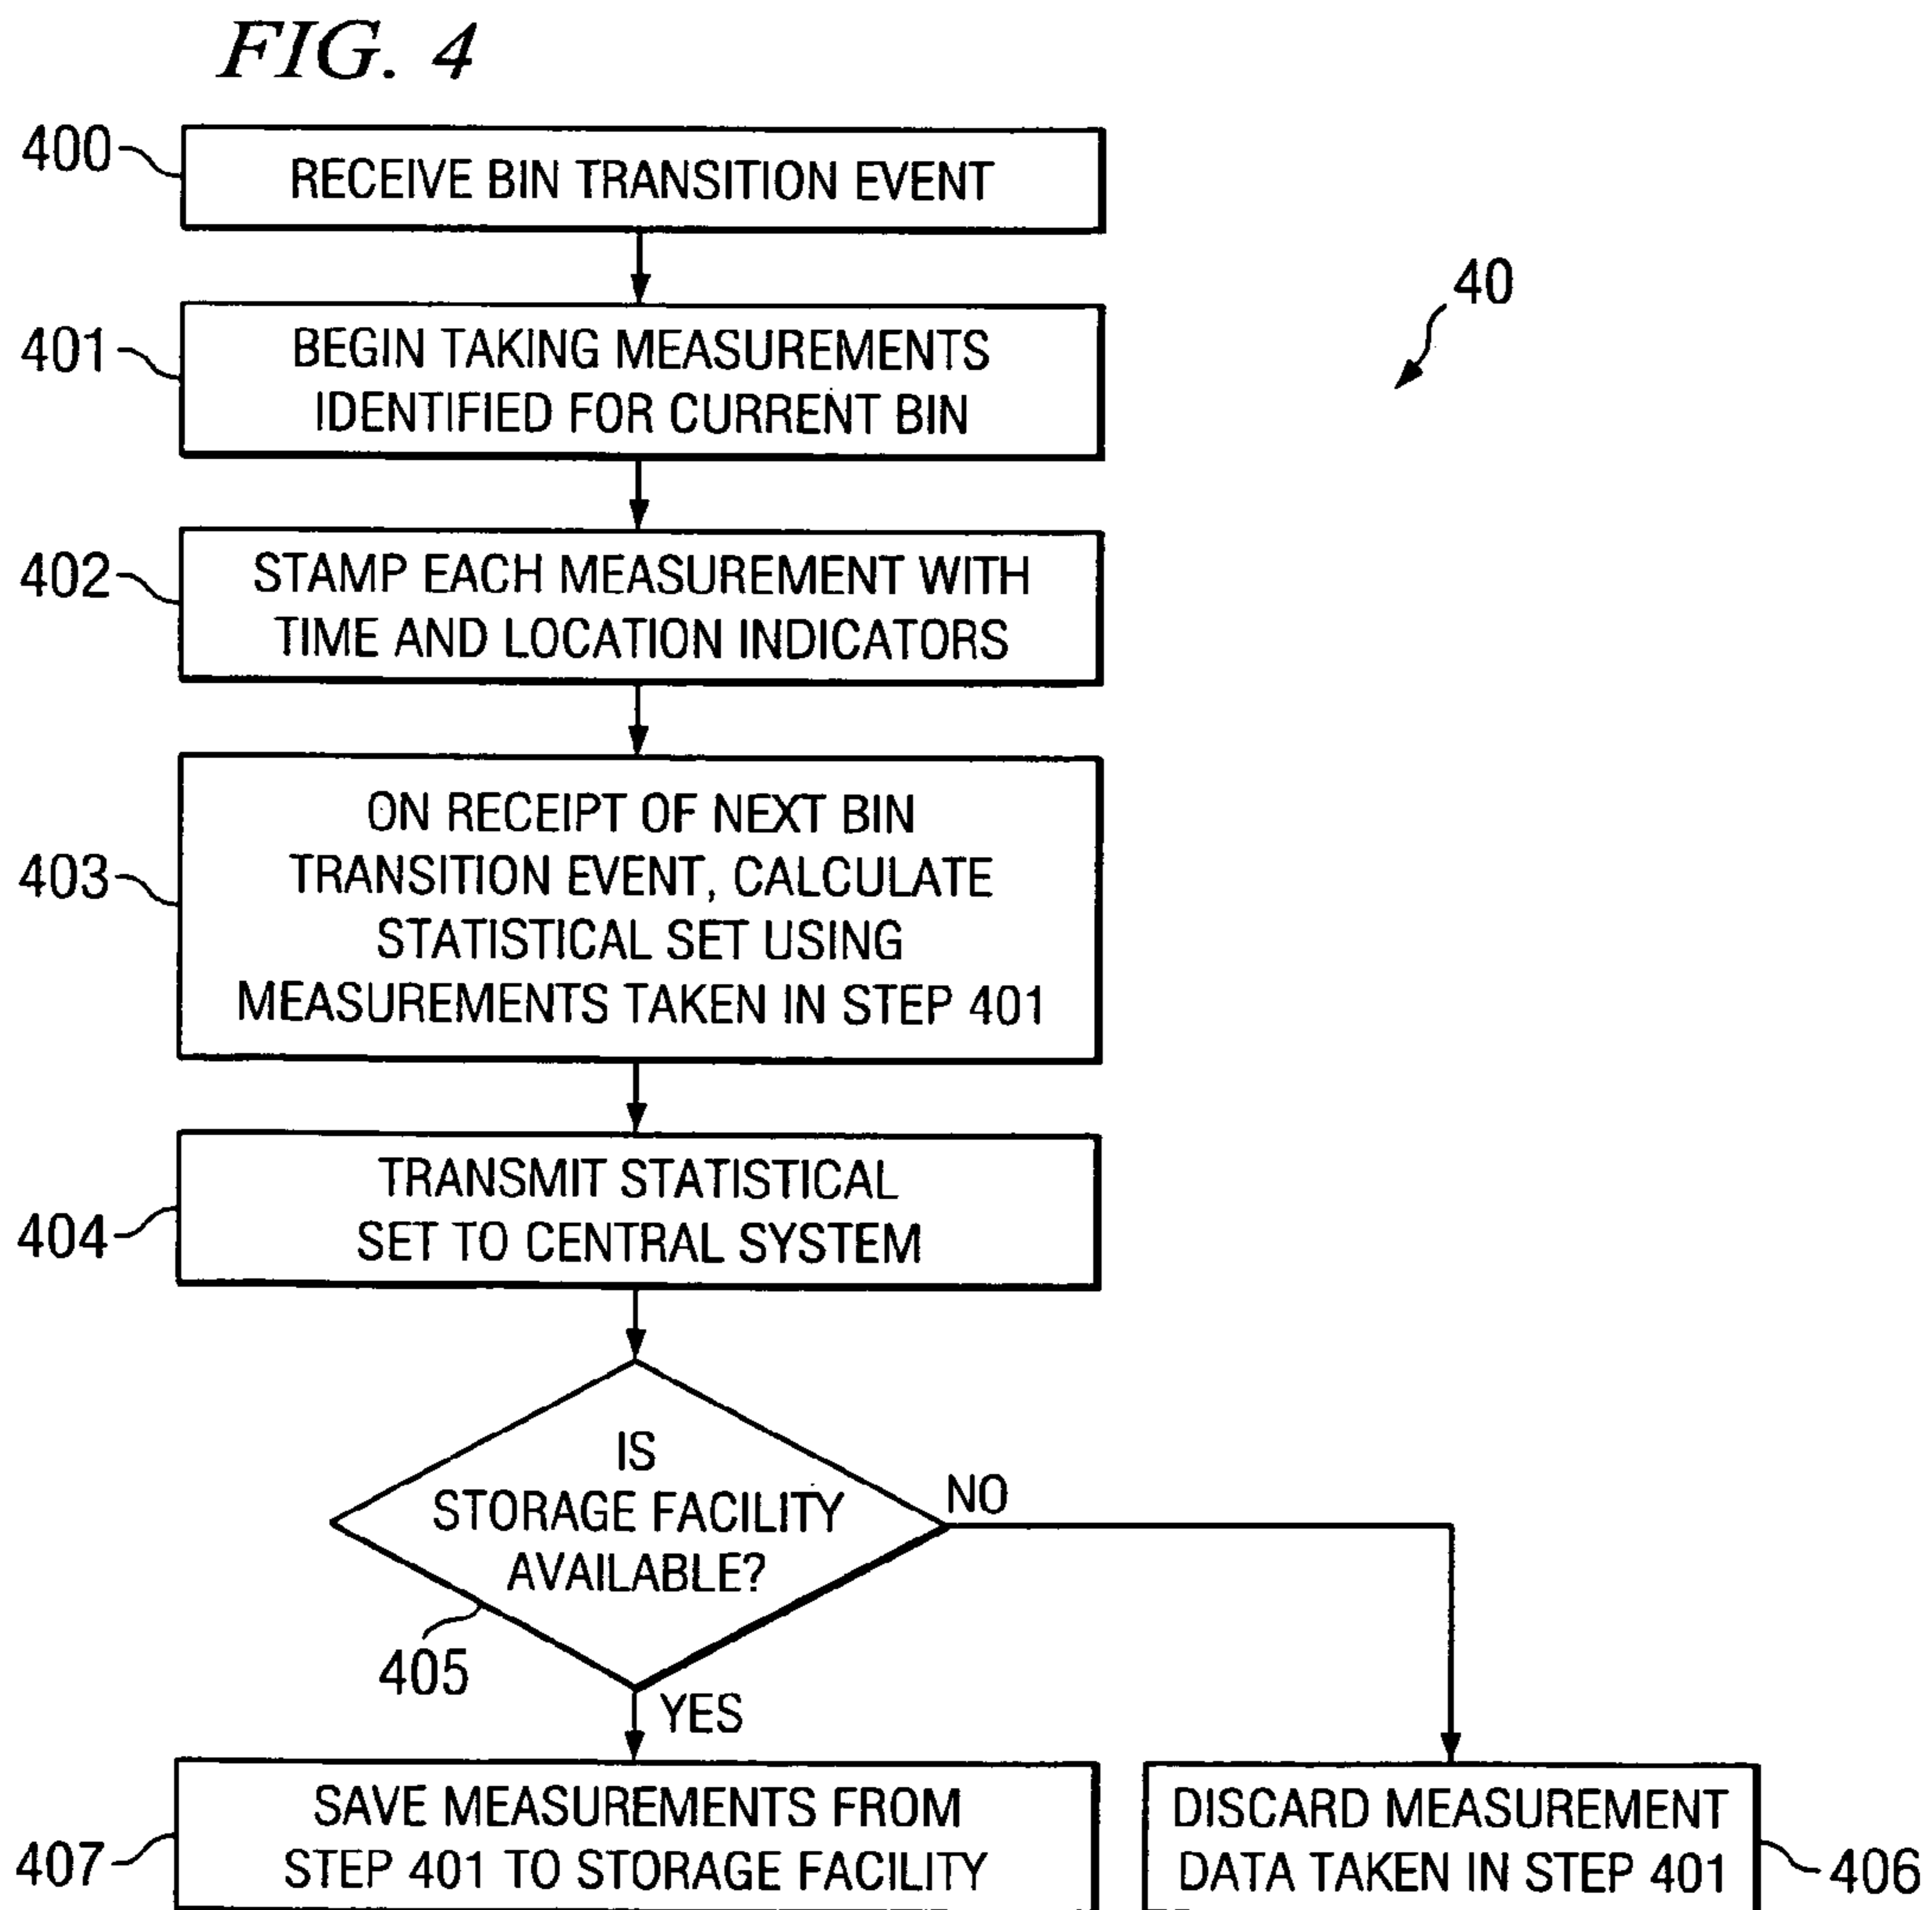 FIG. 4
400
RECEIVE BIN TRANSITION EVENT
40
401
BEGIN TAKING MEASUREMENTS
IDENTIFIED FOR CURRENT BIN
402
STAMP EACH MEASUREMENT WITH
TIME AND LOCATION INDICATORS
403
ON RECEIPT OF NEXT BIN
TRANSITION EVENT, CALCULATE
STATISTICAL SET USING
MEASUREMENTS TAKEN IN STEP 401
404
TRANSMIT STATISTICAL
SET TO CENTRAL SYSTEM
IS
STORAGE FACILITY
AVAILABLE?
NO
405
YES
407
SAVE MEASUREMENTS FROM
STEP 401 TO STORAGE FACILITY
DISCARD MEASUREMENT
DATA TAKEN IN STEP 401
406